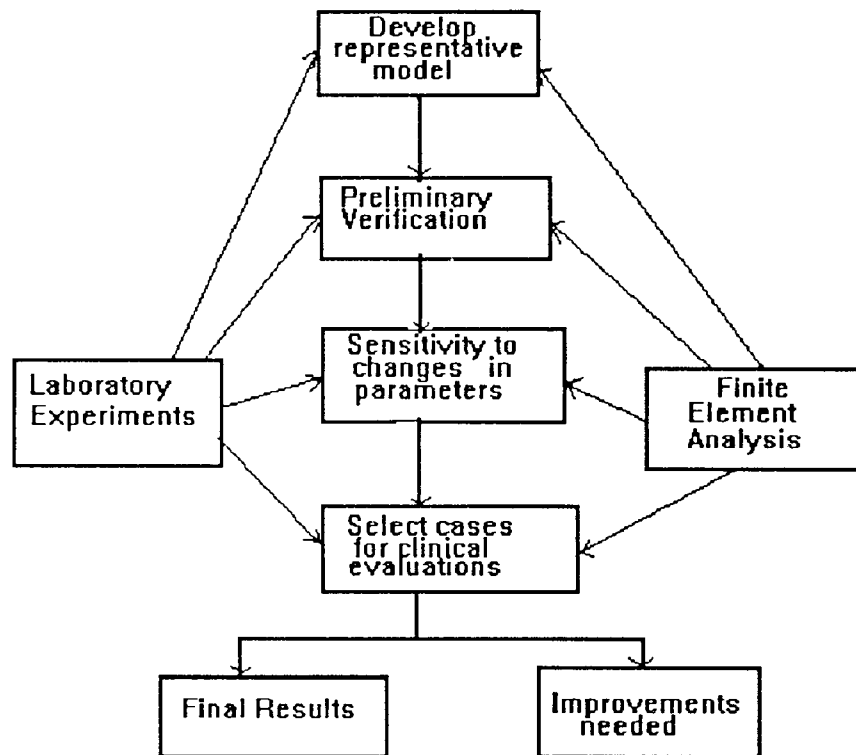 Develop
representative
model
Preliminary
Verification
Sensitivity to
changes in
parameters
Laboratory
Experiments
Finite
Element
Analysis
Select cases
for clinical
evaluations
Final Results
Improvements
needed